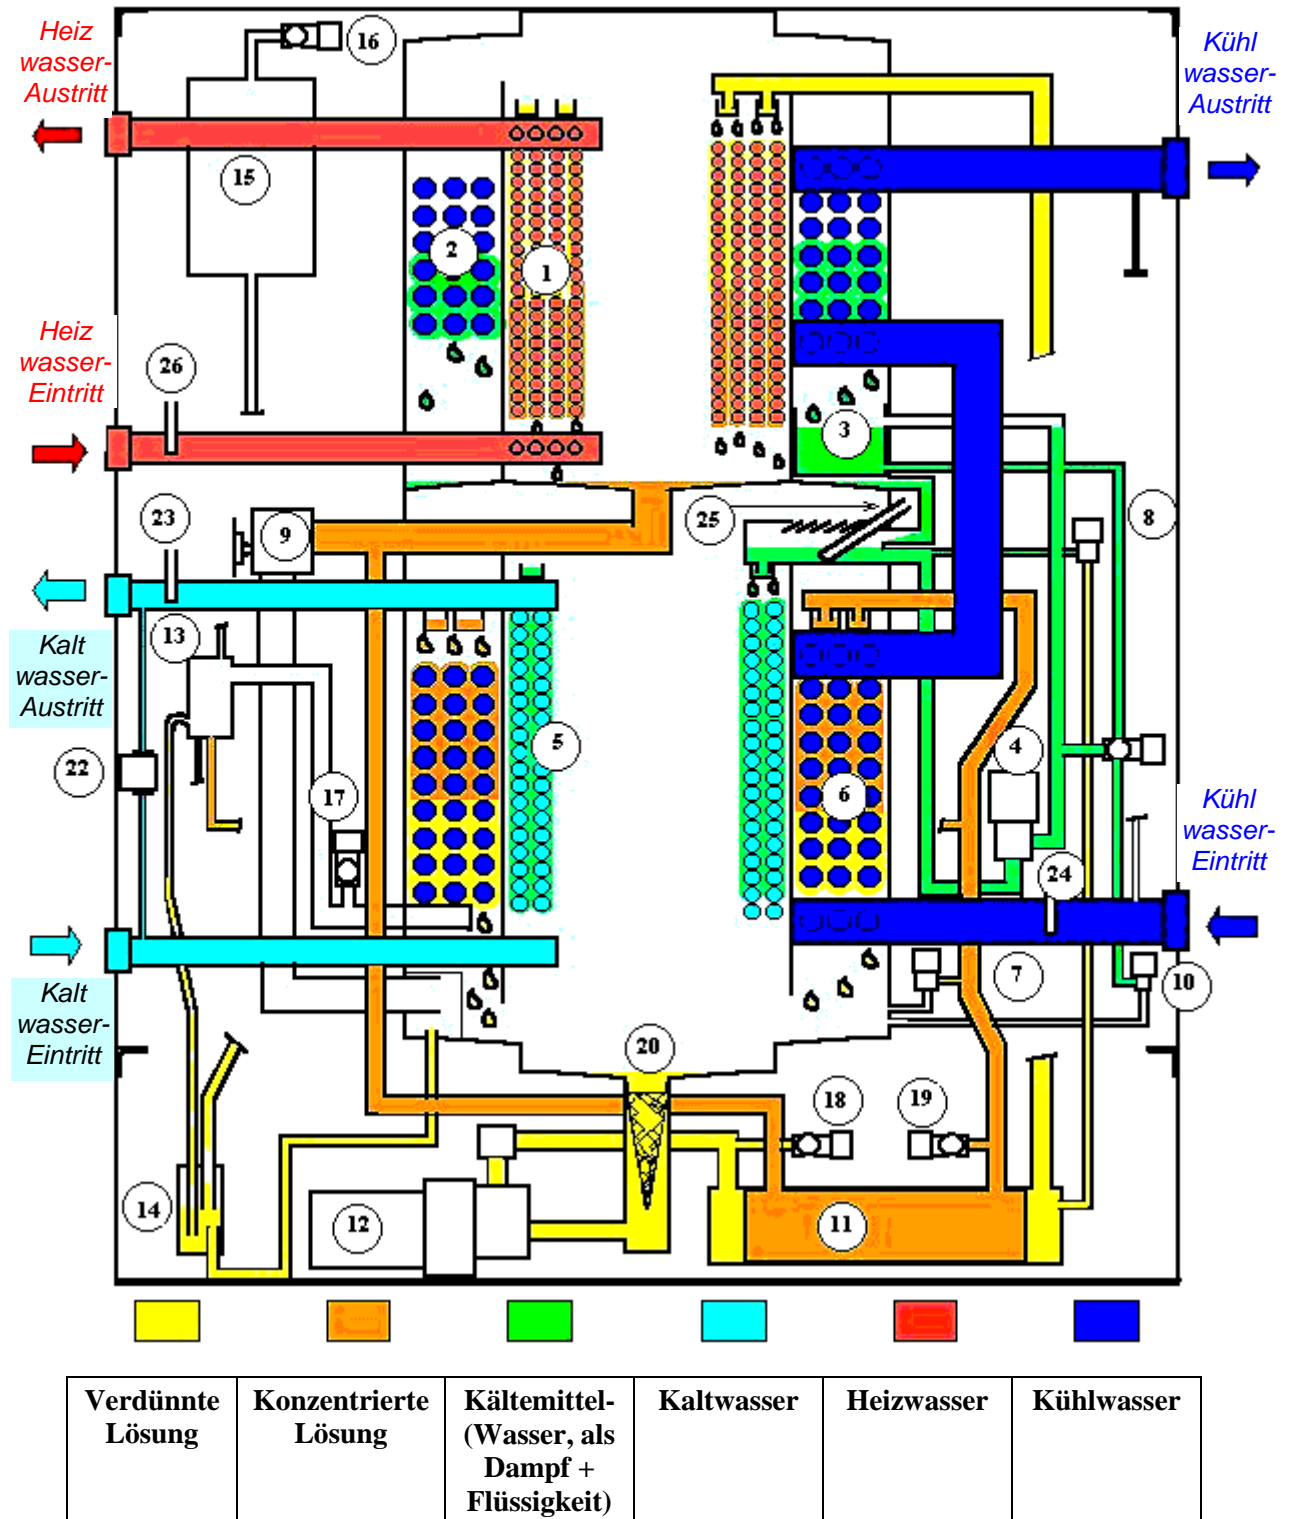 Heiz
wasser-
Austritt
16
Kühl
wasser-
Austritt
15
2
1
Heiz
wasser-
Eintritt
26
3
23
9
25
8
13
Kalt
wasser-
Austritt
22
5
17
4
6
Kühl
wasser-
Eintritt
24
7
10
Kalt
wasser-
Eintritt
20
18
19
14
12
11
Verdünnte
Lösung
Konzentrierte
Lösung
Kältemittel-
(Wasser, als
Dampf +
Flüssigkeit)
Kaltwasser
Heizwasser
Kühlwasser